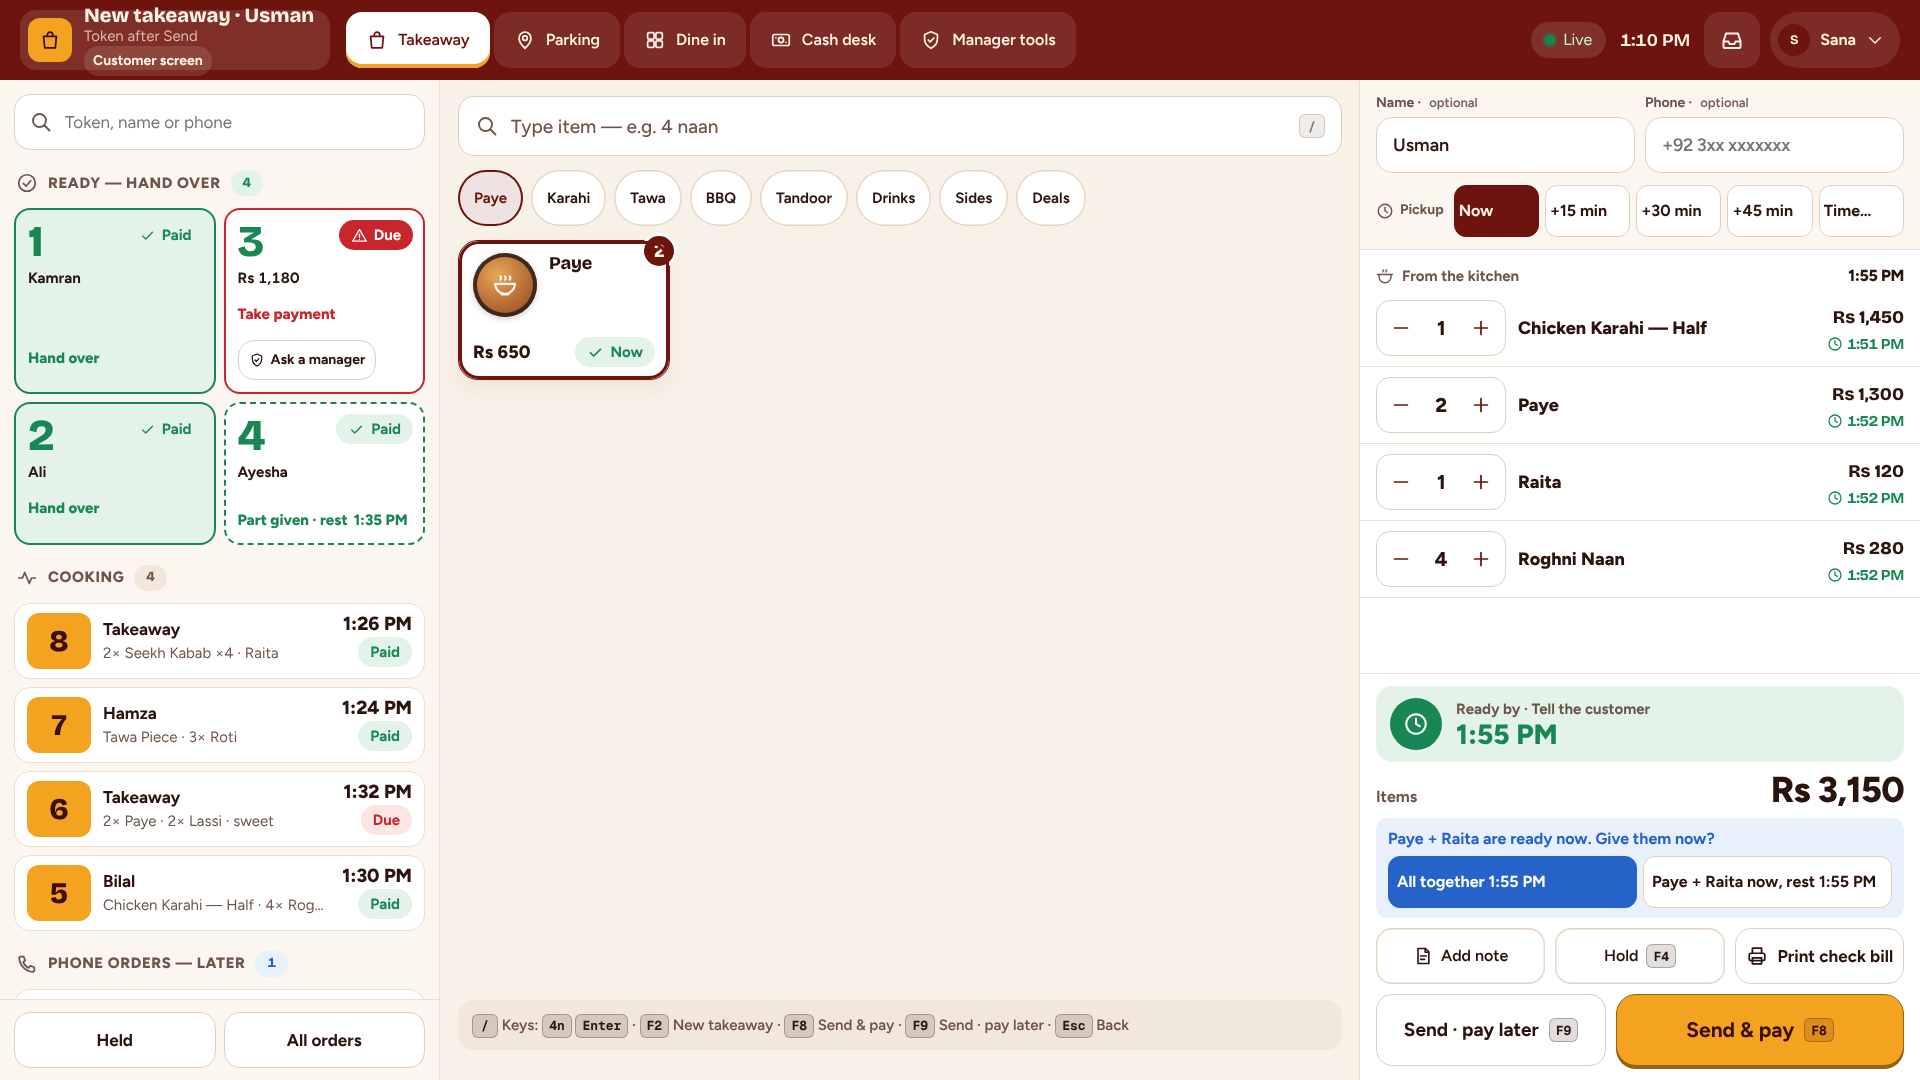 New takeaway · Usman
Token after Send
Customer screen
Takeaway
Parking
Dine in
Cash desk
Manager tools
Live
1:10 PM
S
Sana
Token, name or phone
READY — HAND OVER 4
1
Paid
Kamran
Hand over
3
Due
Rs 1,180
Take payment
Ask a manager
2
Paid
Ali
Hand over
4
Paid
Ayesha
Part given · rest 1:35 PM
COOKING 4
8
Takeaway
2× Seekh Kabab ×4 · Raita
1:26 PM
Paid
7
Hamza
Tawa Piece · 3× Roti
1:24 PM
Paid
6
Takeaway
2× Paye · 2× Lassi · sweet
1:32 PM
Due
5
Bilal
Chicken Karahi — Half · 4× Rog...
1:30 PM
Paid
PHONE ORDERS — LATER 1
Held
All orders
Type item — e.g. 4 naan
/
Paye
Karahi
Tawa
BBQ
Tandoor
Drinks
Sides
Deals
2
Paye
Rs 650
Now
/ Keys: 4n Enter · F2 New takeaway · F8 Send & pay · F9 Send · pay later · Esc Back
Name · optional
Phone · optional
Usman
+92 3xx xxxxxxx
Pickup
Now
+15 min
+30 min
+45 min
Time...
From the kitchen
1:55 PM
− 1 + Chicken Karahi — Half
Rs 1,450
1:51 PM
− 2 + Paye
Rs 1,300
1:52 PM
− 1 + Raita
Rs 120
1:52 PM
− 4 + Roghni Naan
Rs 280
1:52 PM
Ready by · Tell the customer
1:55 PM
Items
Rs 3,150
Paye + Raita are ready now. Give them now?
All together 1:55 PM
Paye + Raita now, rest 1:55 PM
Add note
Hold F4
Print check bill
Send · pay later F9
Send & pay F8